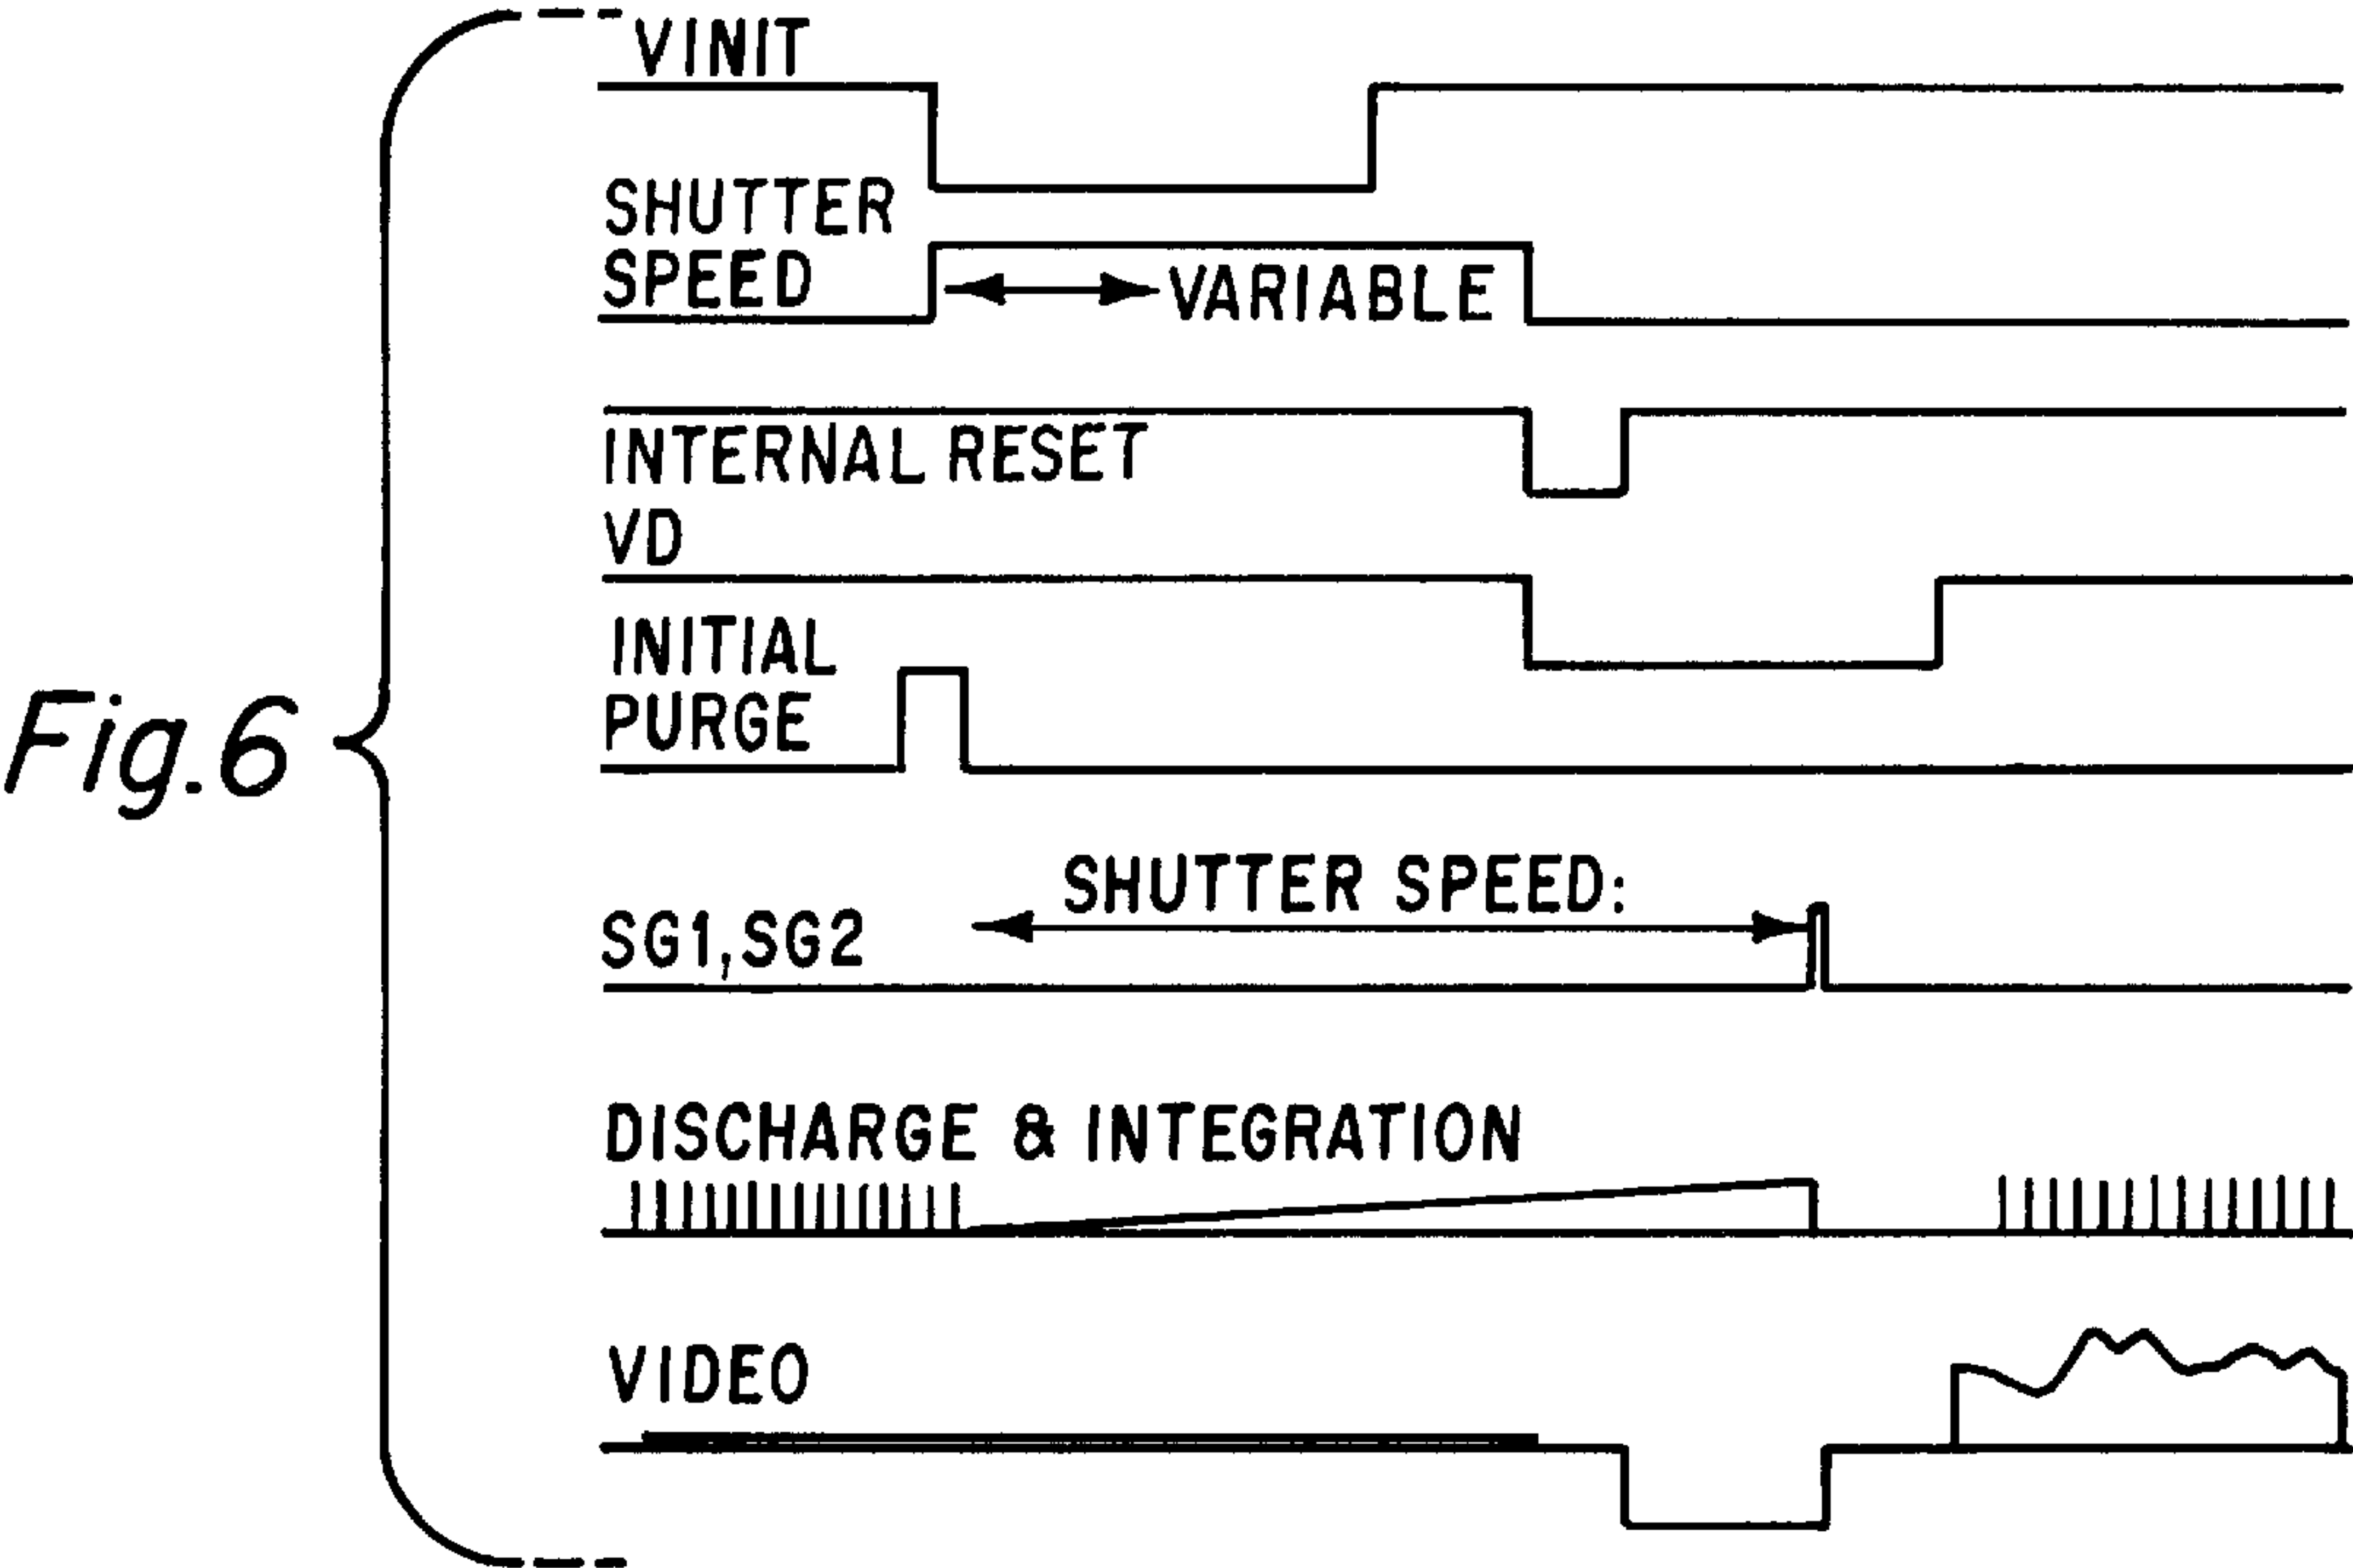 VINIT
SHUTTER
SPEED
VARIABLE
INTERNAL RESET
VD
INITIAL
PURGE
Fig.6
SHUTTER SPEED:
SG1,SG2
DISCHARGE & INTEGRATION
VIDEO